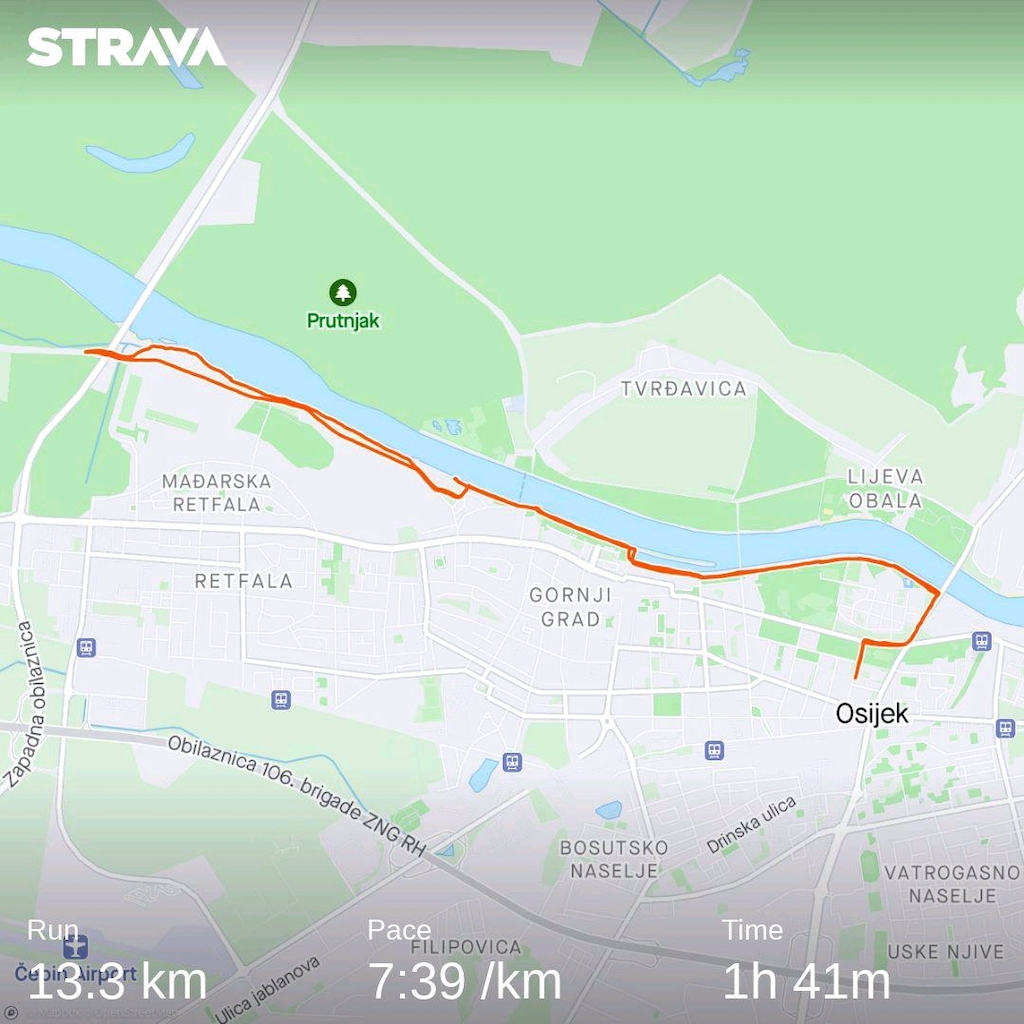 STRAVA
Prutnjak
TVRĐAVICA
LIJEVA
OBALA
MAĐARSKA
RETFALA
RETFALA
GORNJI
GRAD
Zapadna obilaznica
Osijek
Obilaznica 106. brigade ZNG RH
Drinska ulica
BOSUTSKO
NASELJE
VATROGASNO
NASELJE
Run
Pace
Time
FILIPOVICA
USKE NJIVE
Čepin Airport
13.3 km
7:39 /km
1h 41m
Ulica jablanova
© Mapbox © OpenStreetMap